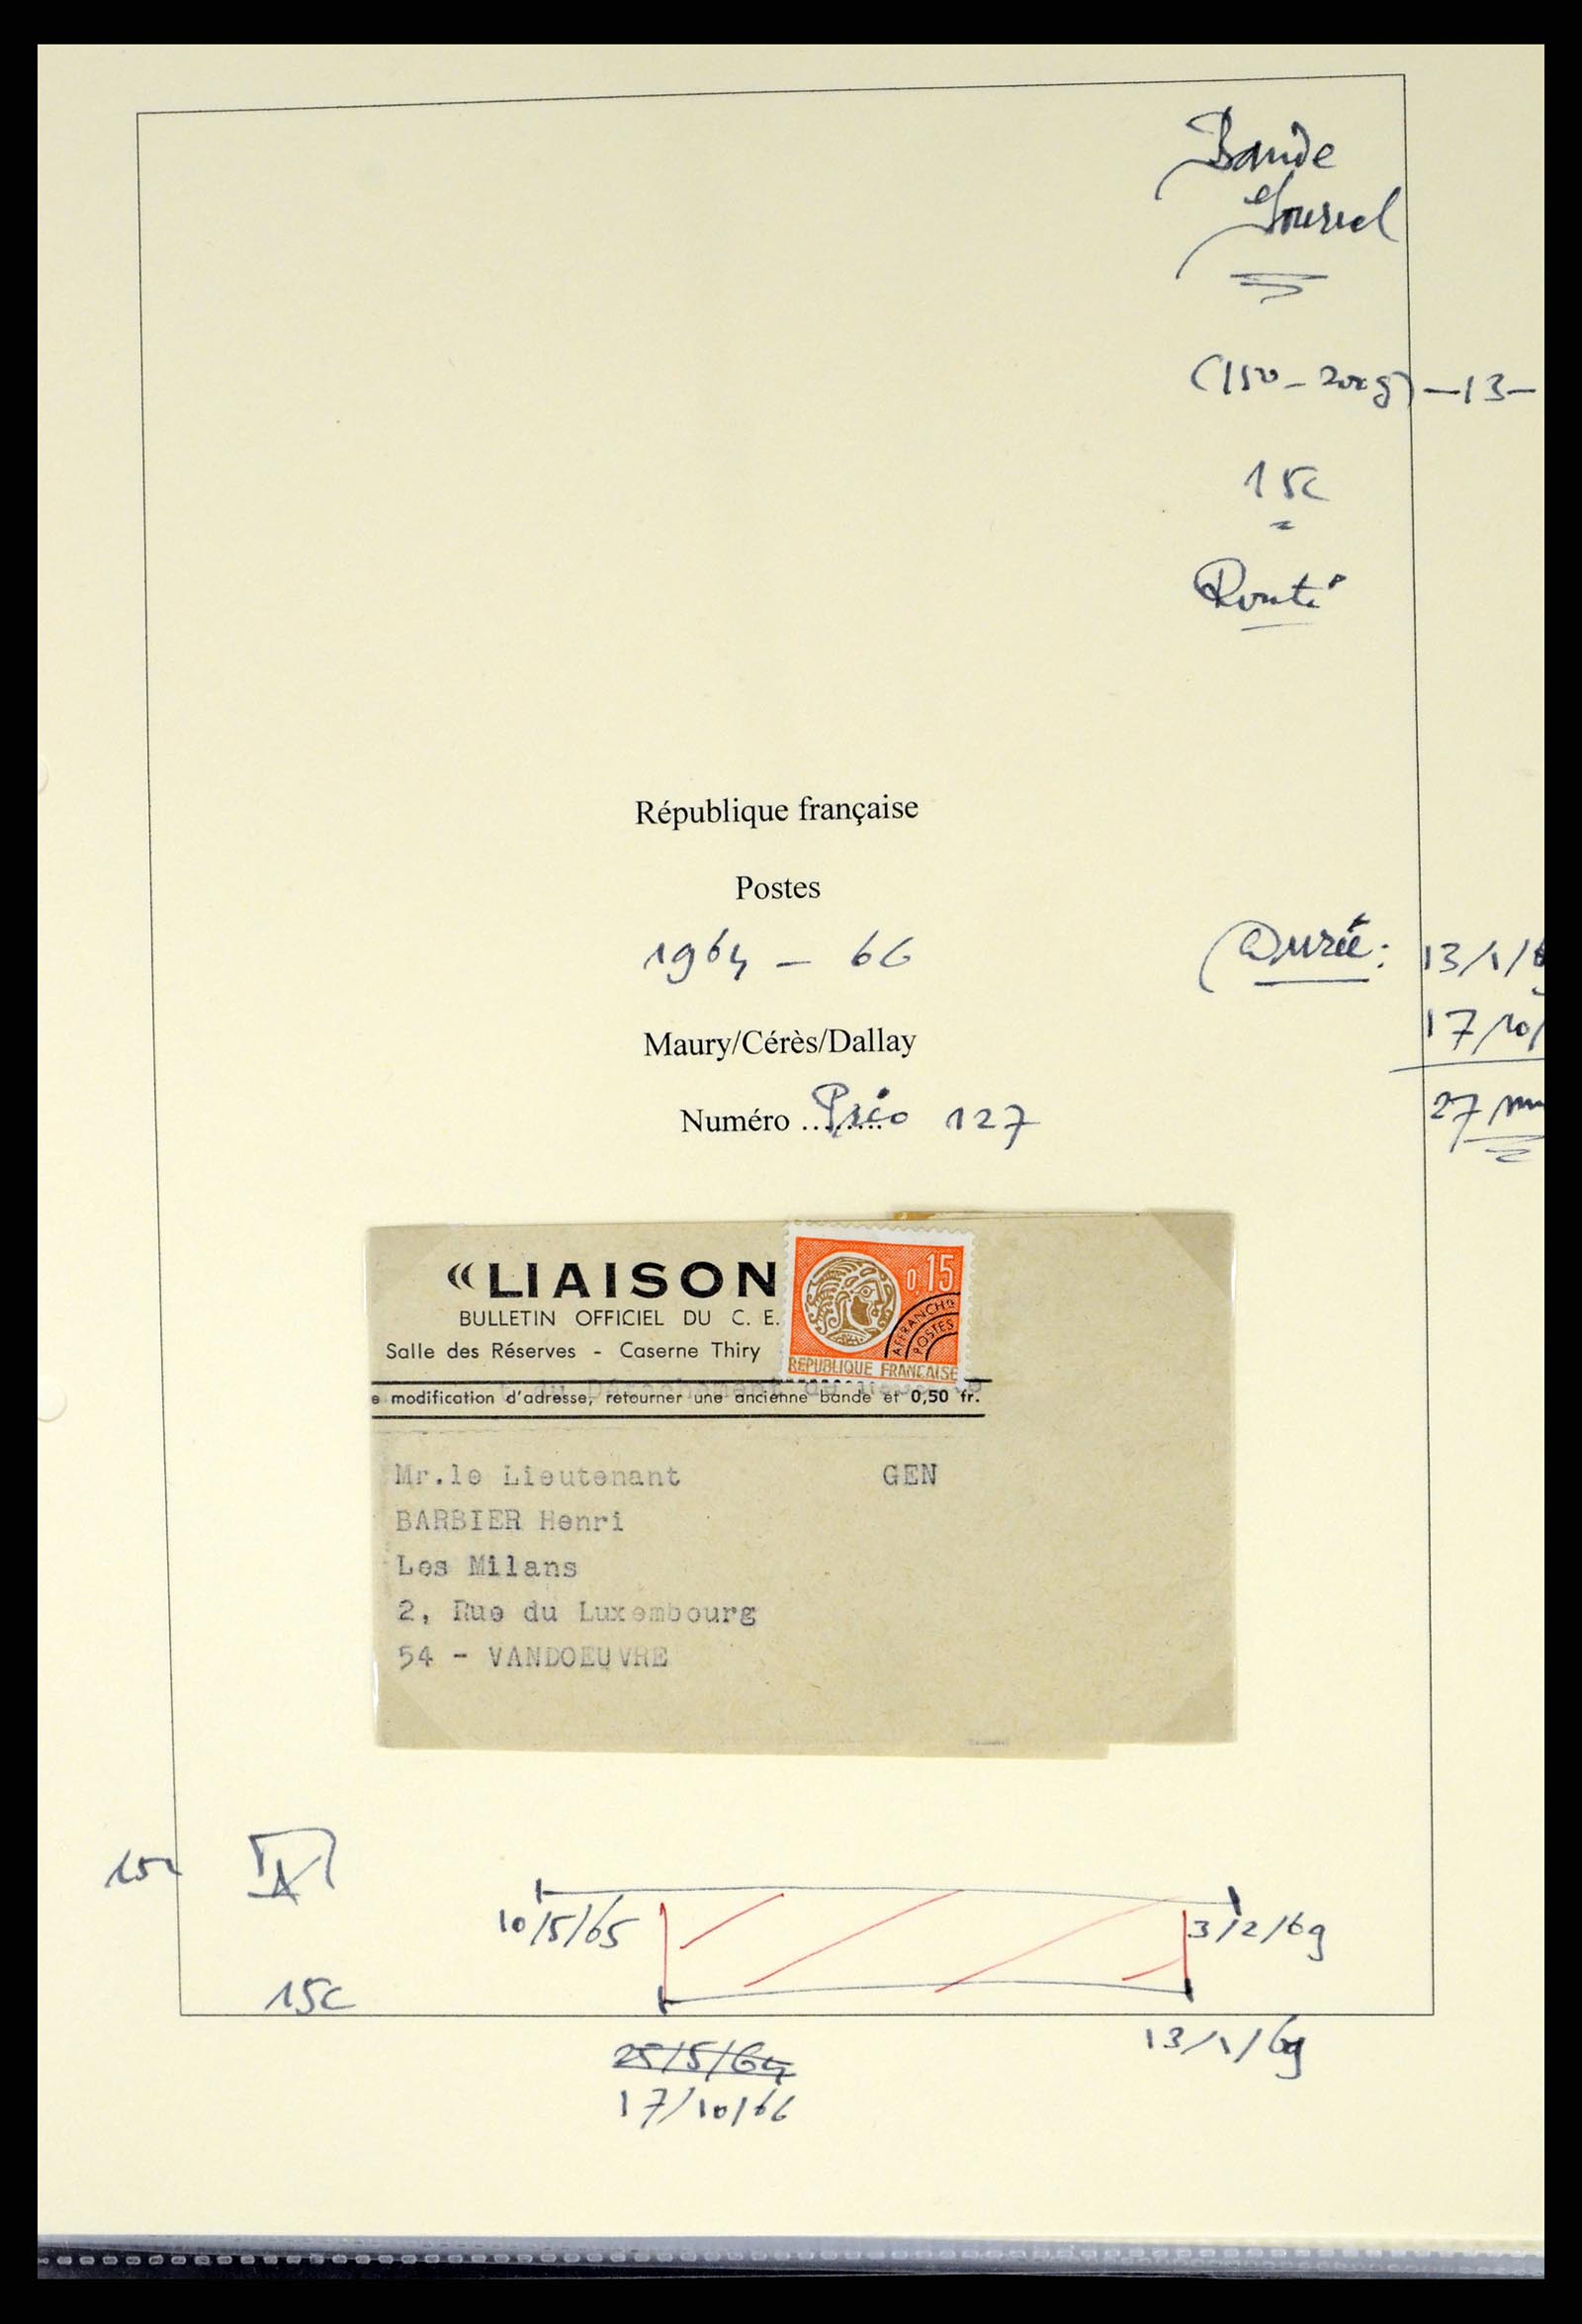 Bande
Journal
(150-200g) -13-
15c
Routé
République française
Postes
1964 - 66
Durée: 13/1/6
17/10/
Maury/Cérès/Dallay
27
Numéro ........ Préo 127
«LIAISON
BULLETIN OFFICIEL DU C. E.
Salle des Réserves - Caserne Thiry
0,15
AFFRANCHts
POSTES
REPUBLIQUE FRANCAISE
e modification d'adresse, retourner une ancienne bande et 0,50 fr.
Mr.le Lieutenant GEN
BARBIER Henri
Les Milans
2, Rue du Luxembourg
54 - VANDOEUVRE
10/5/65
3/2/69
15c
25/5/64
13/1/69
17/10/66